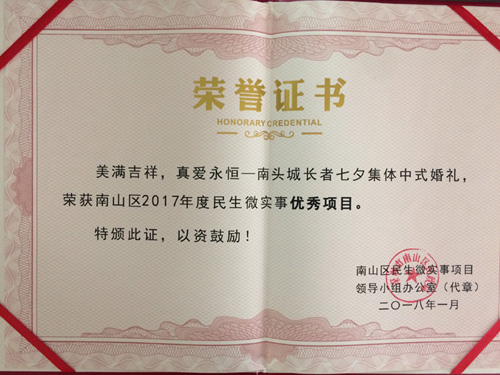 荣誉证书
HONORARY CREDENTIAL
美满吉祥，真爱永恒—南头城长者七夕集体中式婚礼，
荣获南山区2017年度民生微实事优秀项目。
特颁此证，以资鼓励！
南山区民生微实事项目
领导小组办公室（代章）
二〇一八年一月